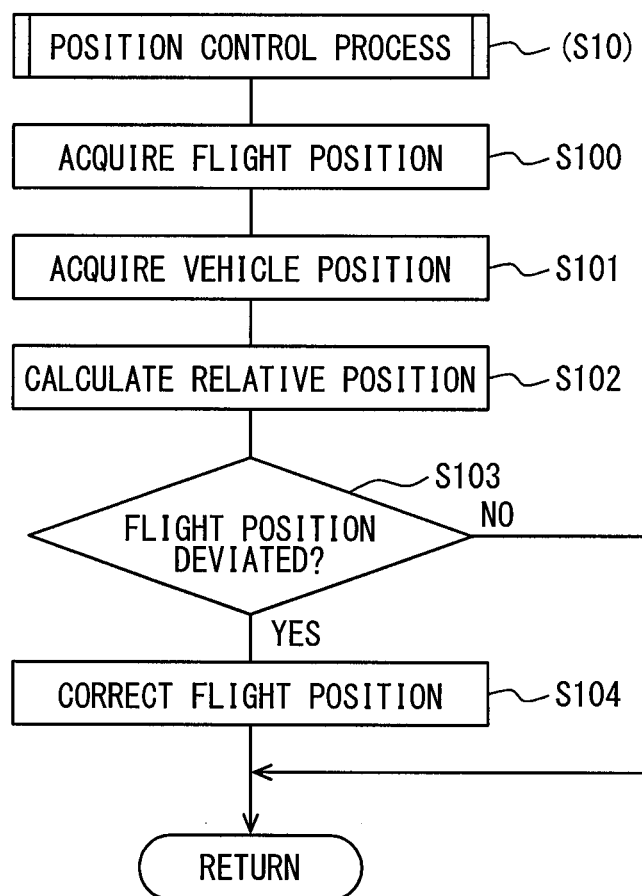 POSITION CONTROL PROCESS (S10)
ACQUIRE FLIGHT POSITION S100
ACQUIRE VEHICLE POSITION S101
CALCULATE RELATIVE POSITION S102
S103
FLIGHT POSITION
DEVIATED?
NO
YES
CORRECT FLIGHT POSITION S104
RETURN